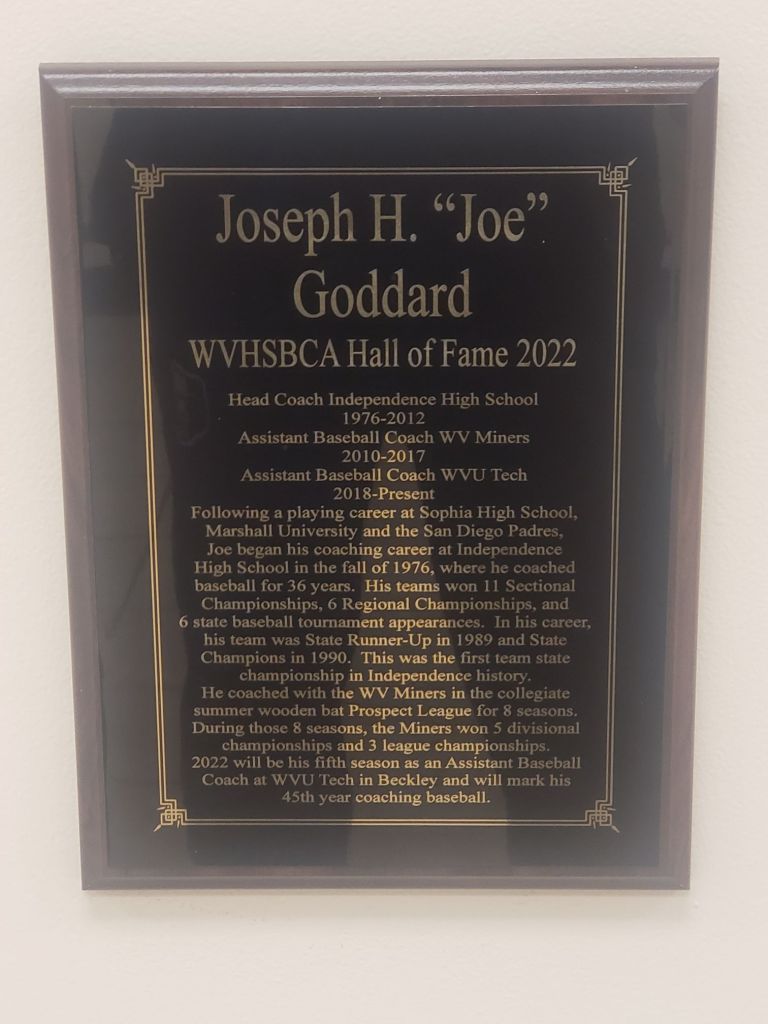 Joseph H. “Joe”
Goddard
WVHSBCA Hall of Fame 2022
Head Coach Independence High School
1976-2012
Assistant Baseball Coach WV Miners
2010-2017
Assistant Baseball Coach WVU Tech
2018-Present
Following a playing career at Sophia High School,
Marshall University and the San Diego Padres,
Joe began his coaching career at Independence
High School in the fall of 1976, where he coached
baseball for 36 years. His teams won 11 Sectional
Championships, 6 Regional Championships, and
6 state baseball tournament appearances. In his career,
his team was State Runner-Up in 1989 and State
Champions in 1990. This was the first team state
championship in Independence history.
He coached with the WV Miners in the collegiate
summer wooden bat Prospect League for 8 seasons.
During those 8 seasons, the Miners won 5 divisional
championships and 3 league championships.
2022 will be his fifth season as an Assistant Baseball
Coach at WVU Tech in Beckley and will mark his
45th year coaching baseball.